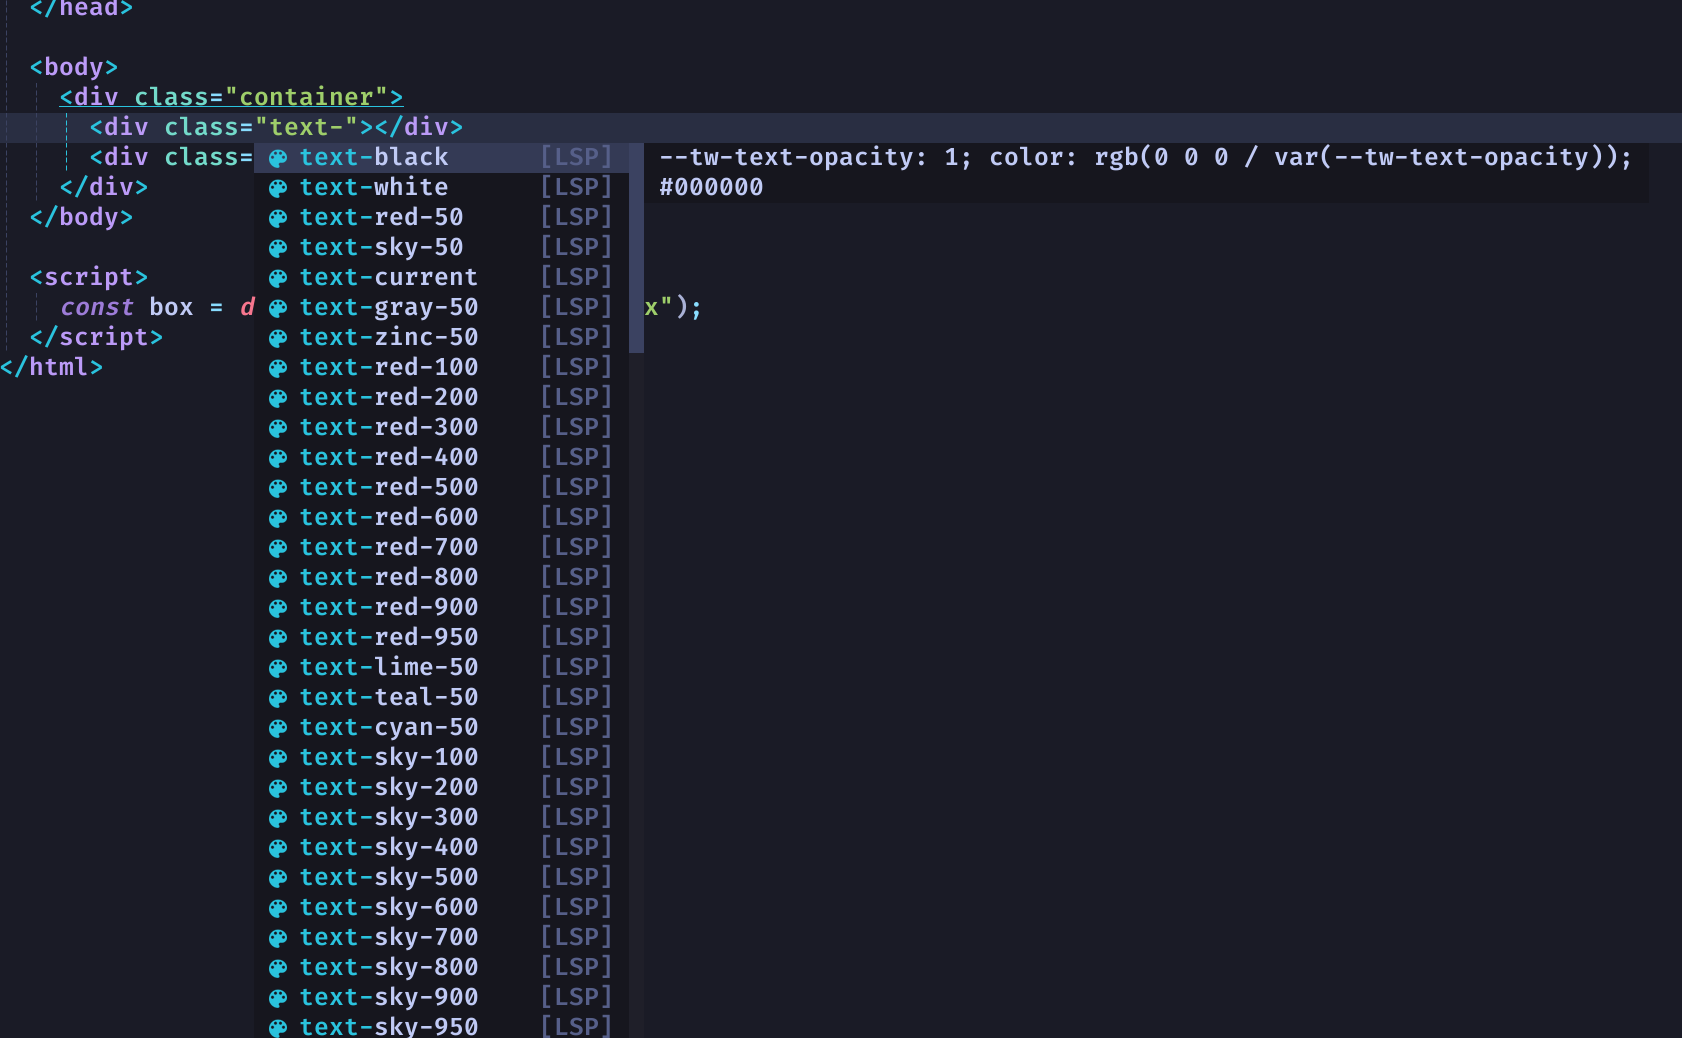 </head>
<body>
<div class="container">
<div class="text-"></div>
<div class=
</div>
</body>
<script>
const box = d x");
</script>
</html>
text-black [LSP]
text-white [LSP]
text-red-50 [LSP]
text-sky-50 [LSP]
text-current [LSP]
text-gray-50 [LSP]
text-zinc-50 [LSP]
text-red-100 [LSP]
text-red-200 [LSP]
text-red-300 [LSP]
text-red-400 [LSP]
text-red-500 [LSP]
text-red-600 [LSP]
text-red-700 [LSP]
text-red-800 [LSP]
text-red-900 [LSP]
text-red-950 [LSP]
text-lime-50 [LSP]
text-teal-50 [LSP]
text-cyan-50 [LSP]
text-sky-100 [LSP]
text-sky-200 [LSP]
text-sky-300 [LSP]
text-sky-400 [LSP]
text-sky-500 [LSP]
text-sky-600 [LSP]
text-sky-700 [LSP]
text-sky-800 [LSP]
text-sky-900 [LSP]
text-sky-950 [LSP]
--tw-text-opacity: 1; color: rgb(0 0 0 / var(--tw-text-opacity));
#000000